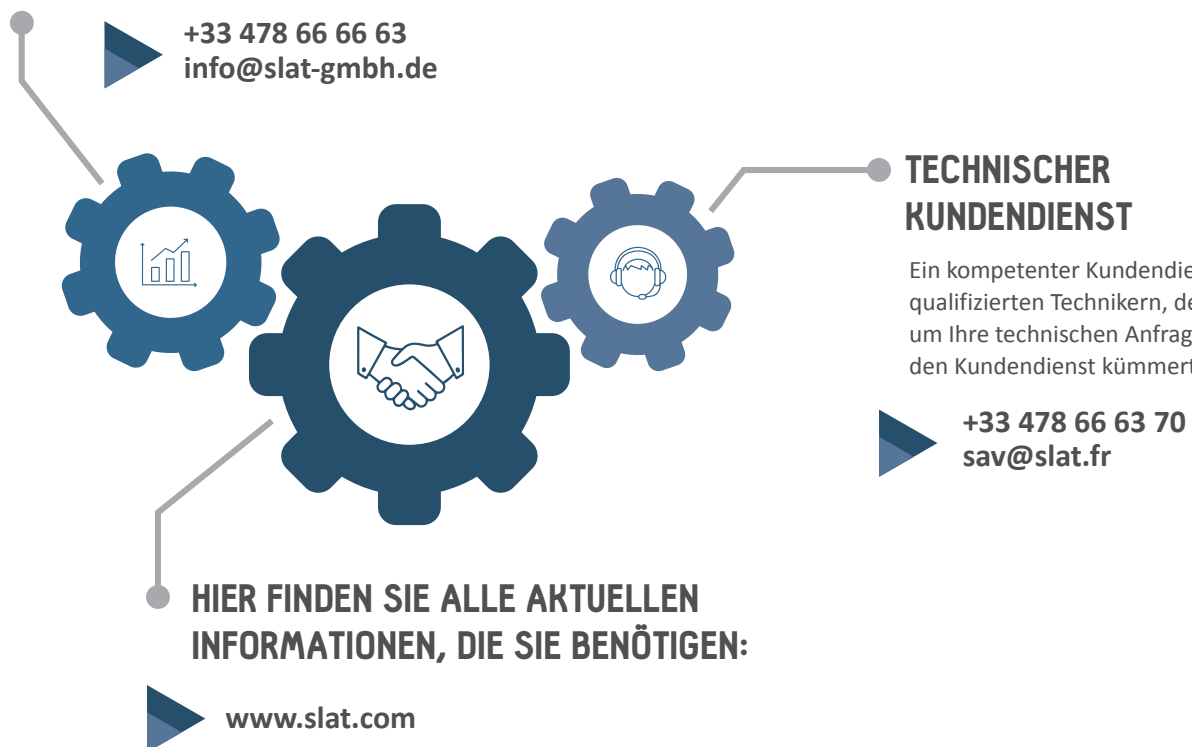 +33 478 66 66 63
info@slat-gmbh.de
TECHNISCHER
KUNDENDIENST
Ein kompetenter Kundendie
qualifizierten Technikern, de
um Ihre technischen Anfrag
den Kundendienst kümmert
+33 478 66 63 70
sav@slat.fr
HIER FINDEN SIE ALLE AKTUELLEN
INFORMATIONEN, DIE SIE BENÖTIGEN:
www.slat.com